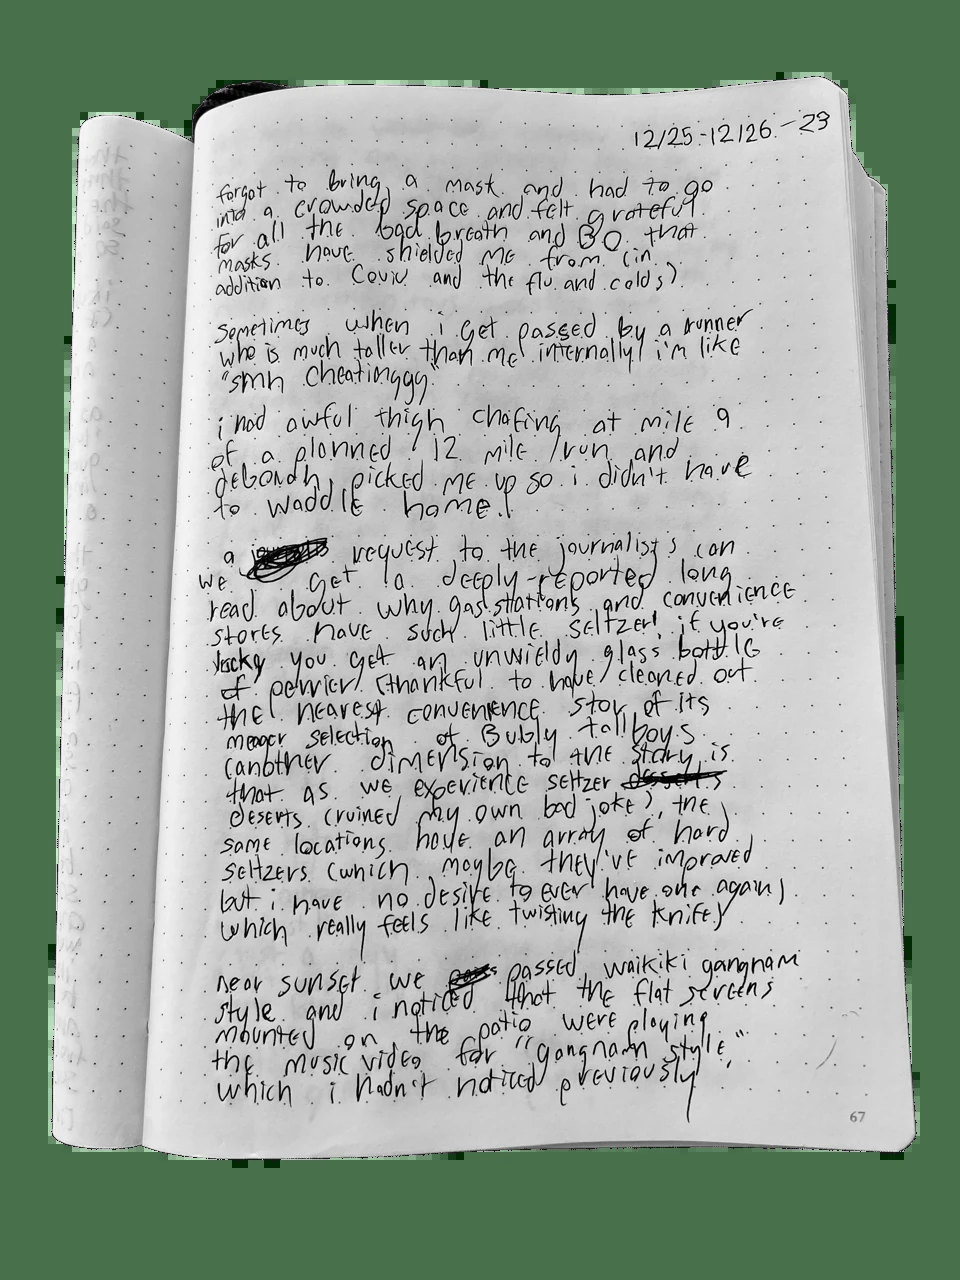 12/25-12/26-23
forgot to bring a mask and had to go
into a crowded space and felt grateful
for all the bad breath and BO that
masks have shielded me from (in
addition to Coviu and the flu and colds)
sometimes when i get passed by a runner
who is much taller than me internally i'm like
"smh cheatinggg"
i had awful thigh chafing at mile 9
of a planned 12 mile run and
deborah picked me up so i didn't have
to waddle home!
a request to the journalists can
we get a deeply-reported long
read about why gas stations and convenience
stores have such little seltzer! if you're
lucky you get an unwieldy glass bottle
of perrier (thankful to have cleaned out
the nearest convenience stor of its
meager selection of Bubly tallboys
(another dimension to the story is
that as we experience seltzer
deserts (ruined my own bad joke), the
same locations have an array of hard
seltzers (which maybe they've improved
but i have no desire to ever have one again)
which really feels like twisting the knife)
near sunset we passed waikiki gangnam
style and i noticed that the flat screens
mounted on the patio were playing
the music video for "gangnam style,"
which i hadn't noticed previously
67